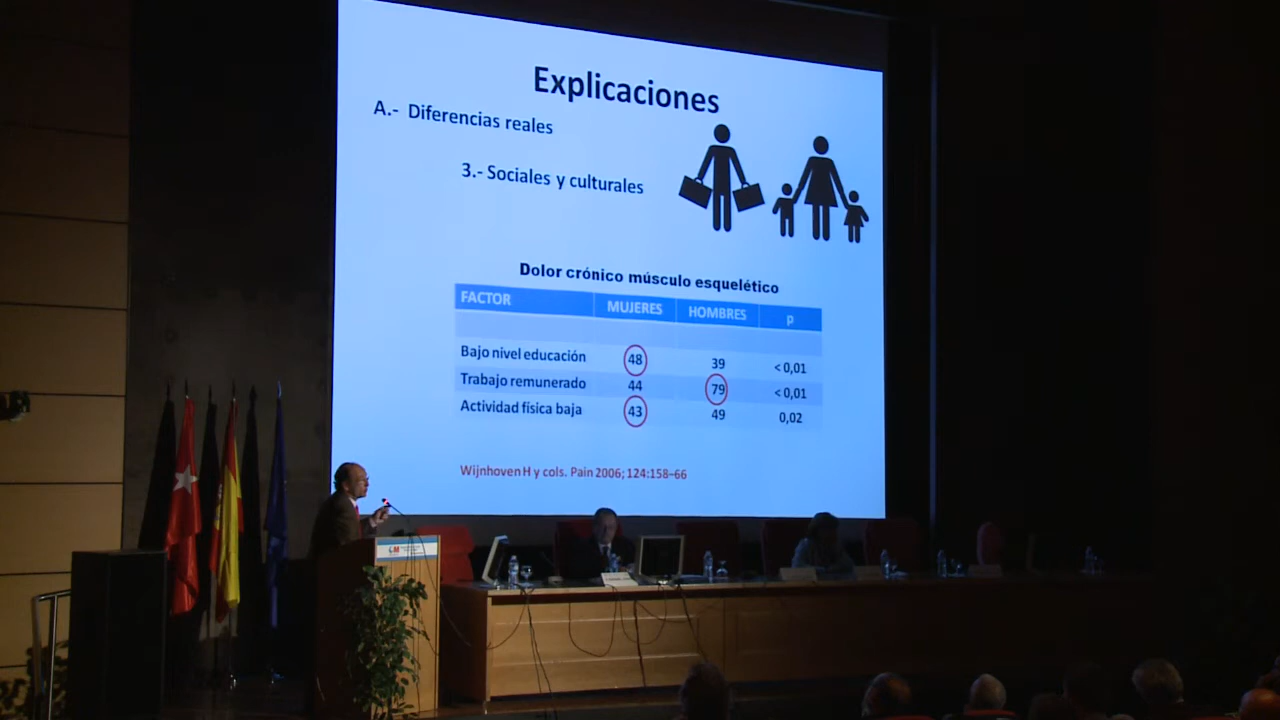 Explicaciones
A.- Diferencias reales
3.- Sociales y culturales
Dolor crónico músculo esquelético
FACTOR MUJERES HOMBRES p
Bajo nivel educación 48 39 < 0,01
Trabajo remunerado 44 79 < 0,01
Actividad física baja 43 49 0,02
Wijnhoven H y cols. Pain 2006; 124:158–66